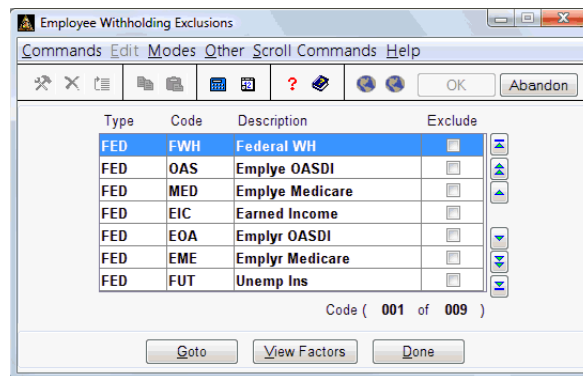 Employee Withholding Exclusions
Commands Edit Modes Other Scroll Commands Help
OK Abandon
Type Code Description Exclude
FED FWH Federal WH
FED OAS Emplye OASDI
FED MED Emplye Medicare
FED EIC Earned Income
FED EOA Emplyr OASDI
FED EME Emplyr Medicare
FED FUT Unemp Ins
Code ( 001 of 009 )
Goto View Factors Done